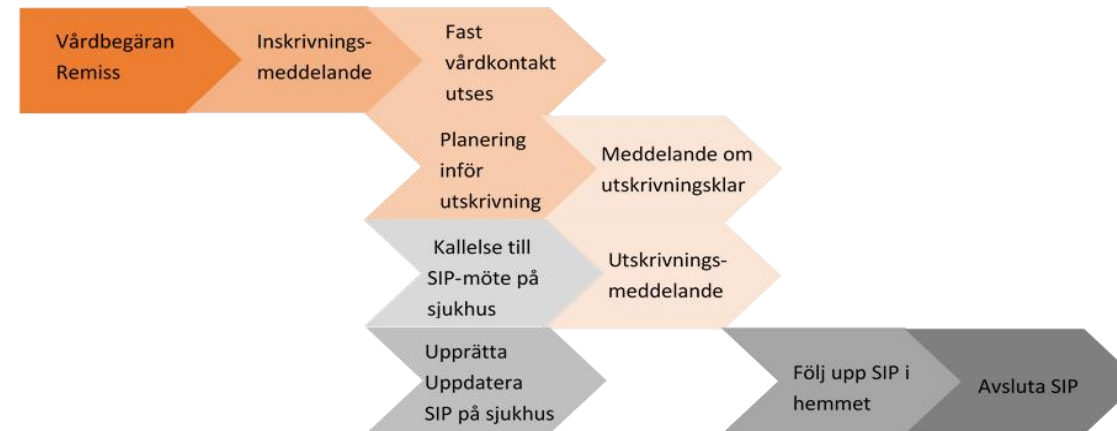 Vårdbegäran
Remiss
Inskrivnings-
meddelande
Fast
vårdkontakt
utses
Planering
inför
utskrivning
Meddelande om
utskrivningsklar
Kallelse till
SIP-möte på
sjukhus
Utskrivnings-
meddelande
Upprätta
Uppdatera
SIP på sjukhus
Följ upp SIP i
hemmet
Avsluta SIP